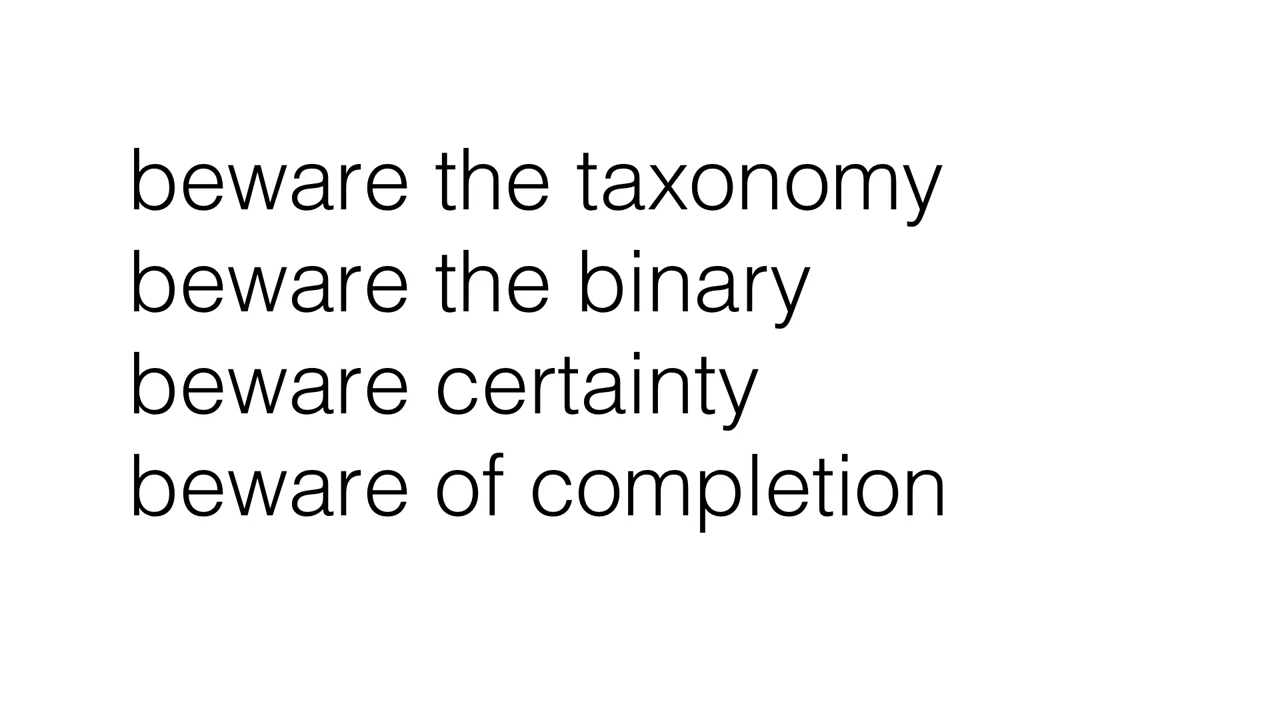 beware the taxonomy
beware the binary
beware certainty
beware of completion